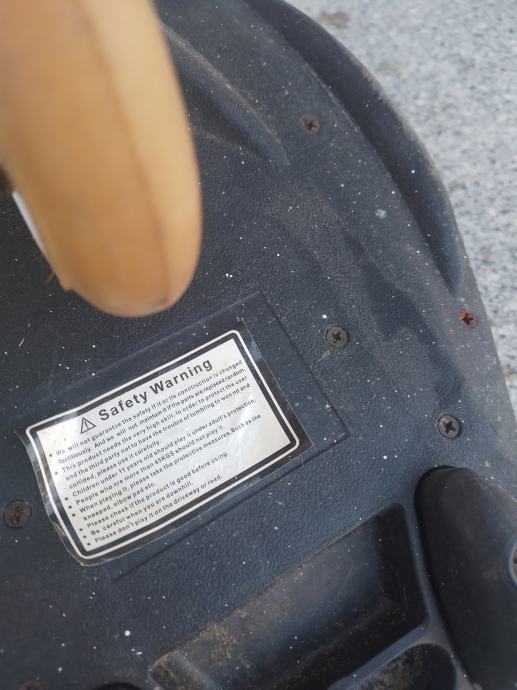 Safety Warning
• We will not guarantee the safely if it or its construction is changed
facitiously. And we will not maintain it if the parts are replaced random.
• This product needs the very high skill. In order to protect the user
and the third party not to have the trouble of tumbling to won nd and
collided, please use it carefully.
• Children under 11 years old should play it under adult's protection.
• People who are more than 45KGS should not play it.
• When playing it, please take the protective measures. Such as the
kneepad, elbow pad etc.
• Please check if the product is good before using.
• Be careful when you are downhill.
• Please don't play it on the driveway or road.